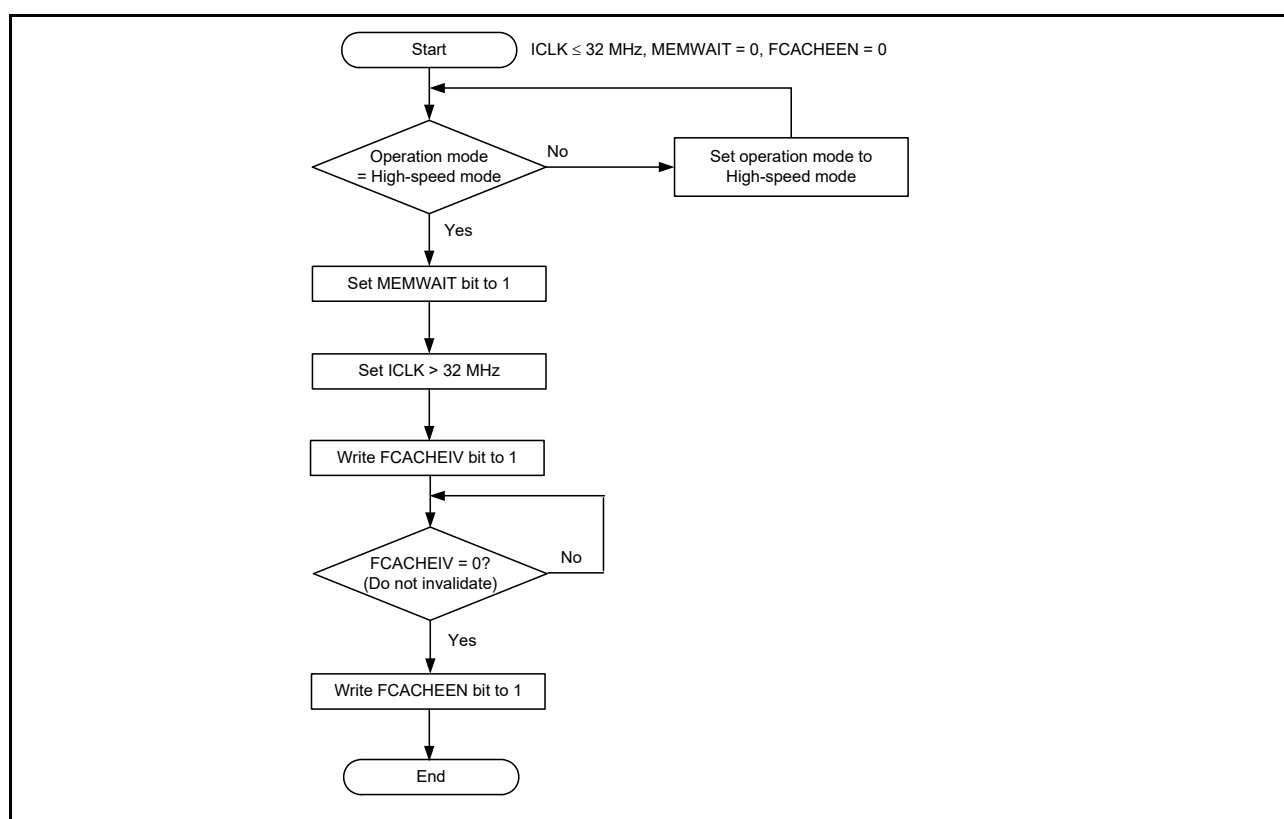 Start
ICLK ≤ 32 MHz, MEMWAIT = 0, FCACHEEN = 0
Operation mode
= High-speed mode
No
Set operation mode to
High-speed mode
Yes
Set MEMWAIT bit to 1
Set ICLK > 32 MHz
Write FCACHEIV bit to 1
FCACHEIV = 0?
(Do not invalidate)
No
Yes
Write FCACHEEN bit to 1
End